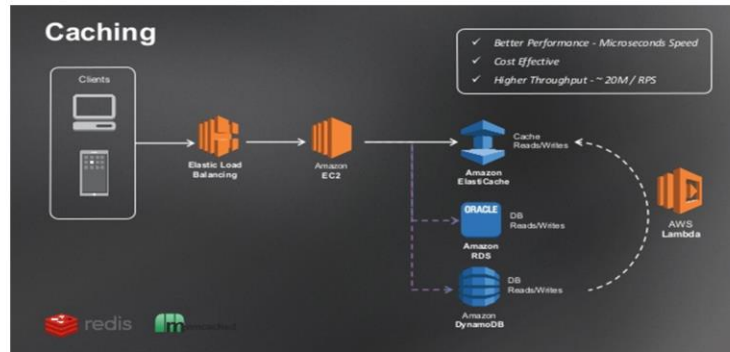 Caching
✓ Better Performance - Microseconds Speed
✓ Cost Effective
✓ Higher Throughput - ~ 20M / RPS
Clients
Elastic Load
Balancing
Amazon
EC2
Cache
Reads/Writes
Amazon
ElastiCache
ORACLE
DB
Reads/Writes
Amazon
RDS
AWS
Lambda
DB
Reads/Writes
Amazon
DynamoDB
redis